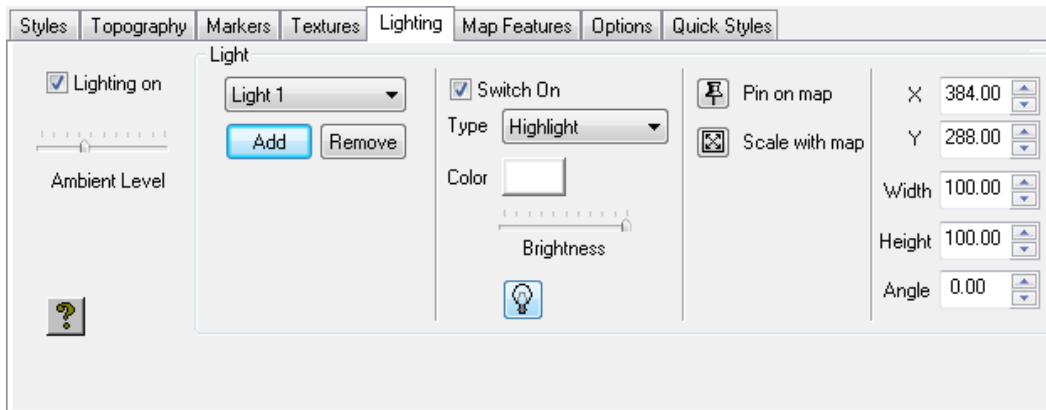 Styles Topography Markers Textures Lighting Map Features Options Quick Styles
Light
Lighting on
Ambient Level
?
Light 1
Add Remove
Switch On
Type Highlight
Color
Brightness
Pin on map
Scale with map
X 384.00
Y 288.00
Width 100.00
Height 100.00
Angle 0.00